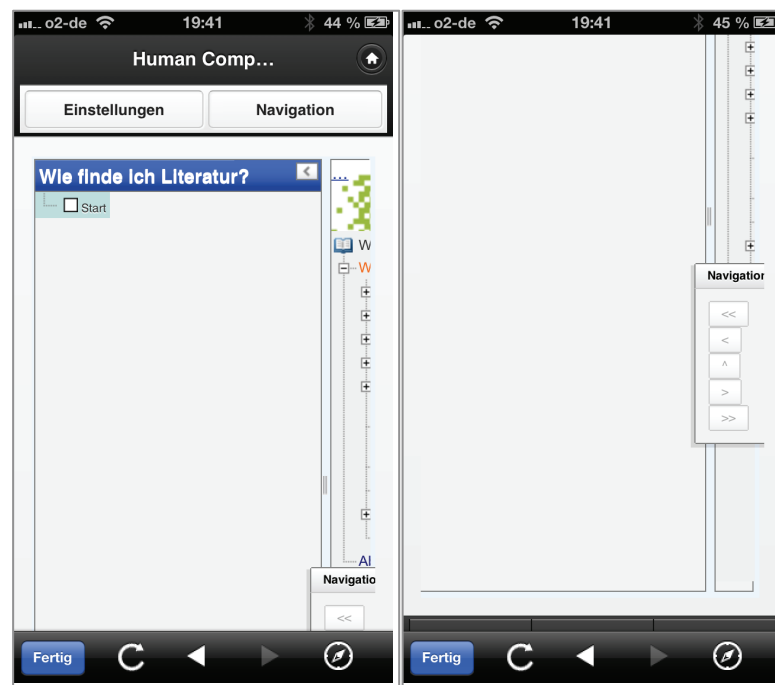 o2-de 19:41 44 %
Human Comp...
Einstellungen Navigation
Wie finde ich Literatur?
Start
...
W
W
Al
Navigatio
<<
Fertig
o2-de 19:41 45 %
Navigation
<<
<
^
>
>>
Fertig